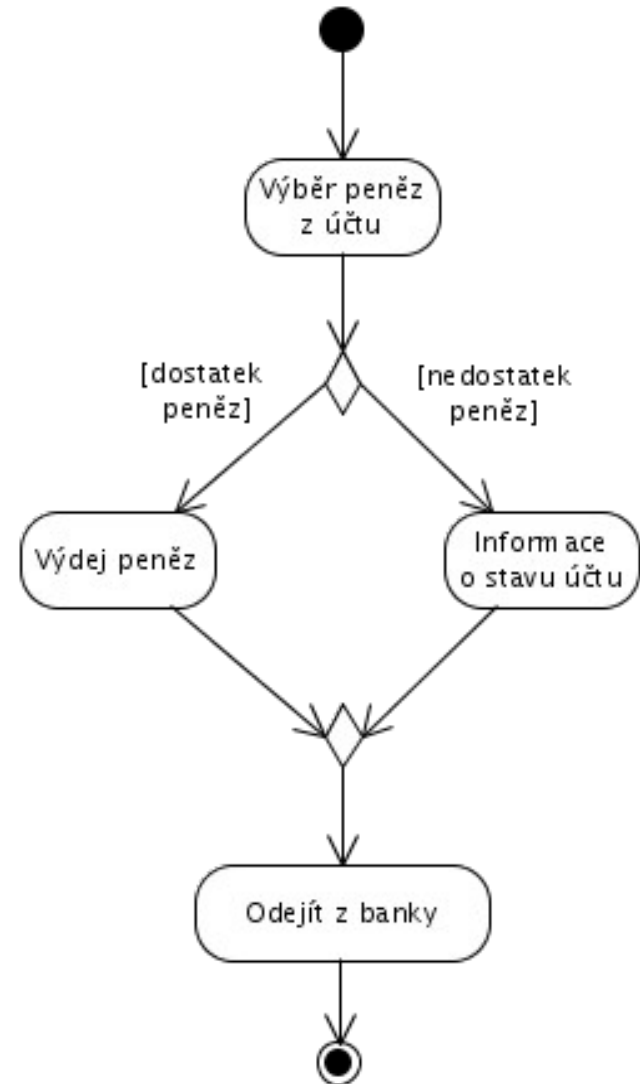 Výběr peněz
z účtu
[dostatek
peněz]
[nedostatek
peněz]
Výdej peněz
Informace
o stavu účtu
Odejít z banky